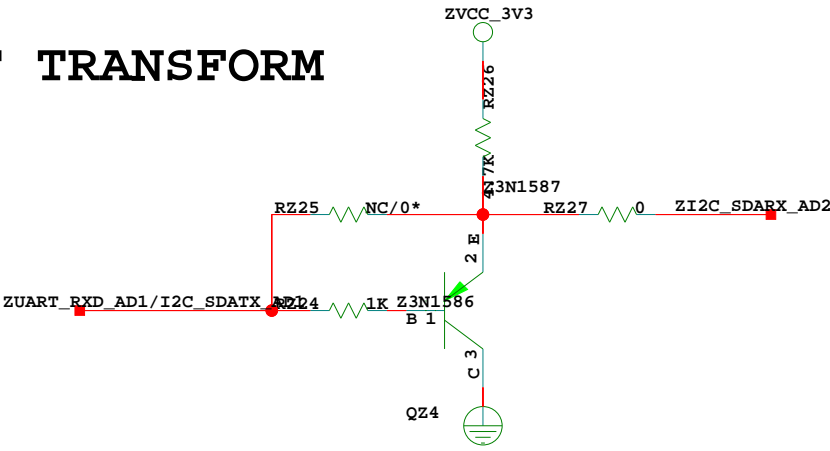 ZVCC_3V3
TRANSFORM
RZ26
4.7K
Z3N1587
RZ25 NC/0*
RZ27 0 ZI2C_SDARX_AD2
2 E
ZUART_RXD_AD1/I2C_SDATX_AD1
RZ24 1K Z3N1586
B 1
C 3
QZ4